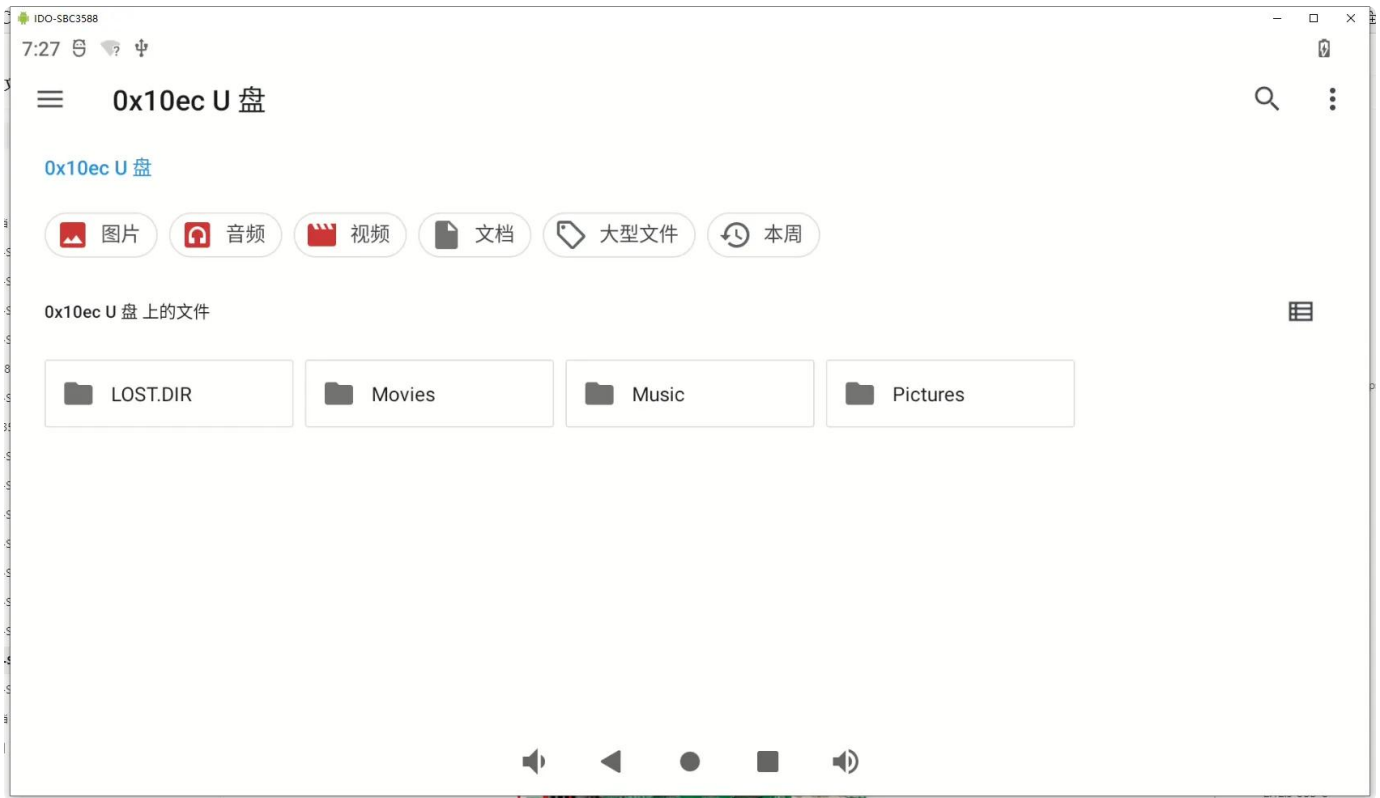 IDO-SBC3588
7:27
0x10ec U 盘
0x10ec U 盘
图片 音频 视频 文档 大型文件 本周
0x10ec U 盘 上的文件
LOST.DIR Movies Music Pictures